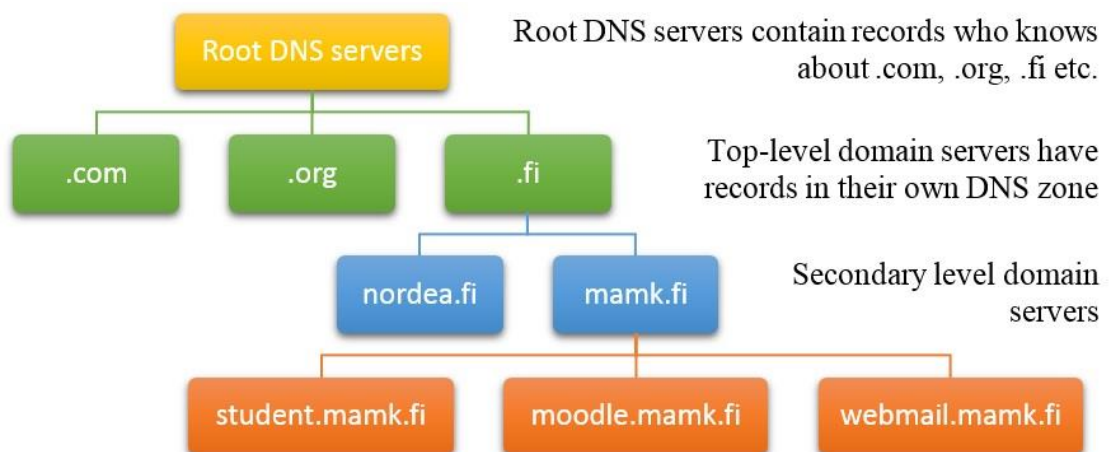 Root DNS servers
Root DNS servers contain records who knows
about .com, .org, .fi etc.
.com
.org
.fi
Top-level domain servers have
records in their own DNS zone
nordea.fi
mamk.fi
Secondary level domain
servers
student.mamk.fi
moodle.mamk.fi
webmail.mamk.fi